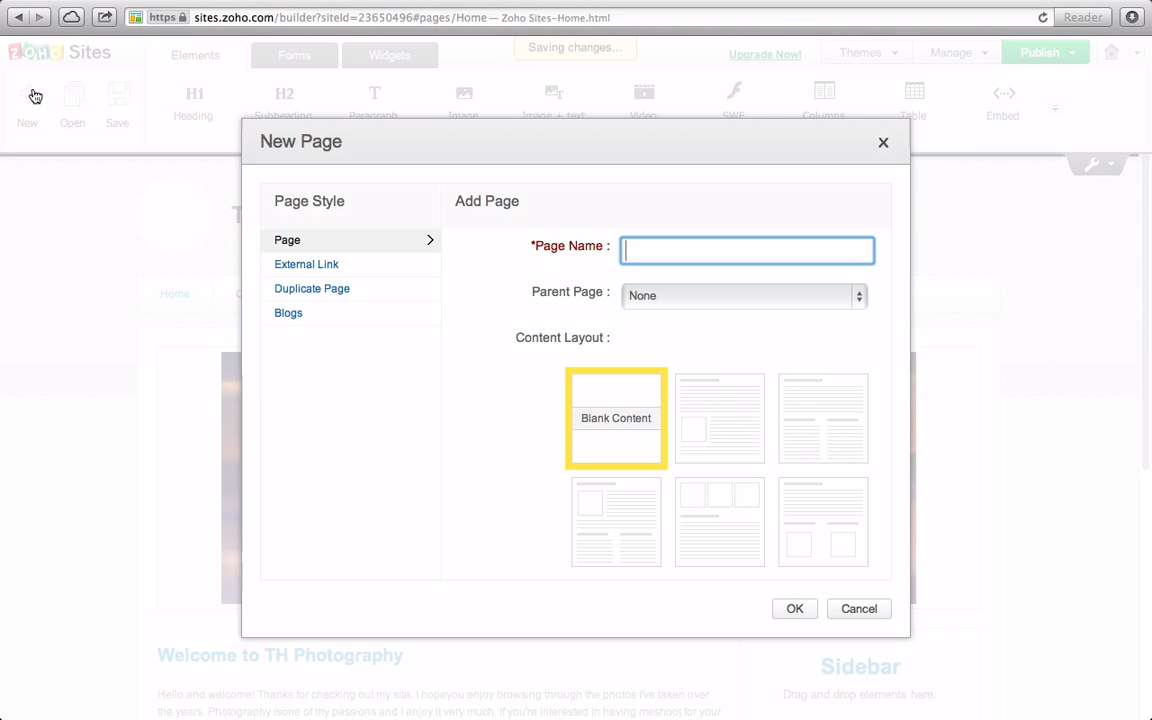 https sites.zoho.com/builder?siteId=23650496#pages/Home — Zoho Sites-Home.html Reader
ZOHO Sites Elements Forms Widgets Saving changes... Upgrade Now! Themes Manage Publish
New Open Save H1 Heading H2 Subheading T Paragraph Image Image + text Video SWF Columns Table Embed
New Page
Page Style
Page
External Link
Duplicate Page
Blogs
Add Page
*Page Name :
Parent Page : None
Content Layout :
Blank Content
OK Cancel
T
Home C
Welcome to TH Photography
Hello and welcome! Thanks for checking out my site. I hopeyou enjoy browsing through the photos I've taken over
the years. Photography isone of my passions and I enjoy it very much. If you're interested in having meshoot for your
Sidebar
Drag and drop elements here.